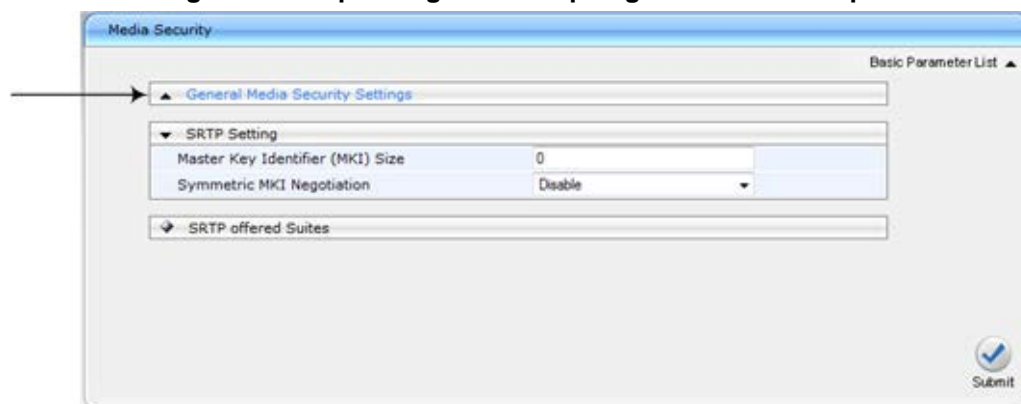 Media Security
Basic Parameter List
General Media Security Settings
SRTP Setting
Master Key Identifier (MKI) Size 0
Symmetric MKI Negotiation Disable
SRTP offered Suites
Submit